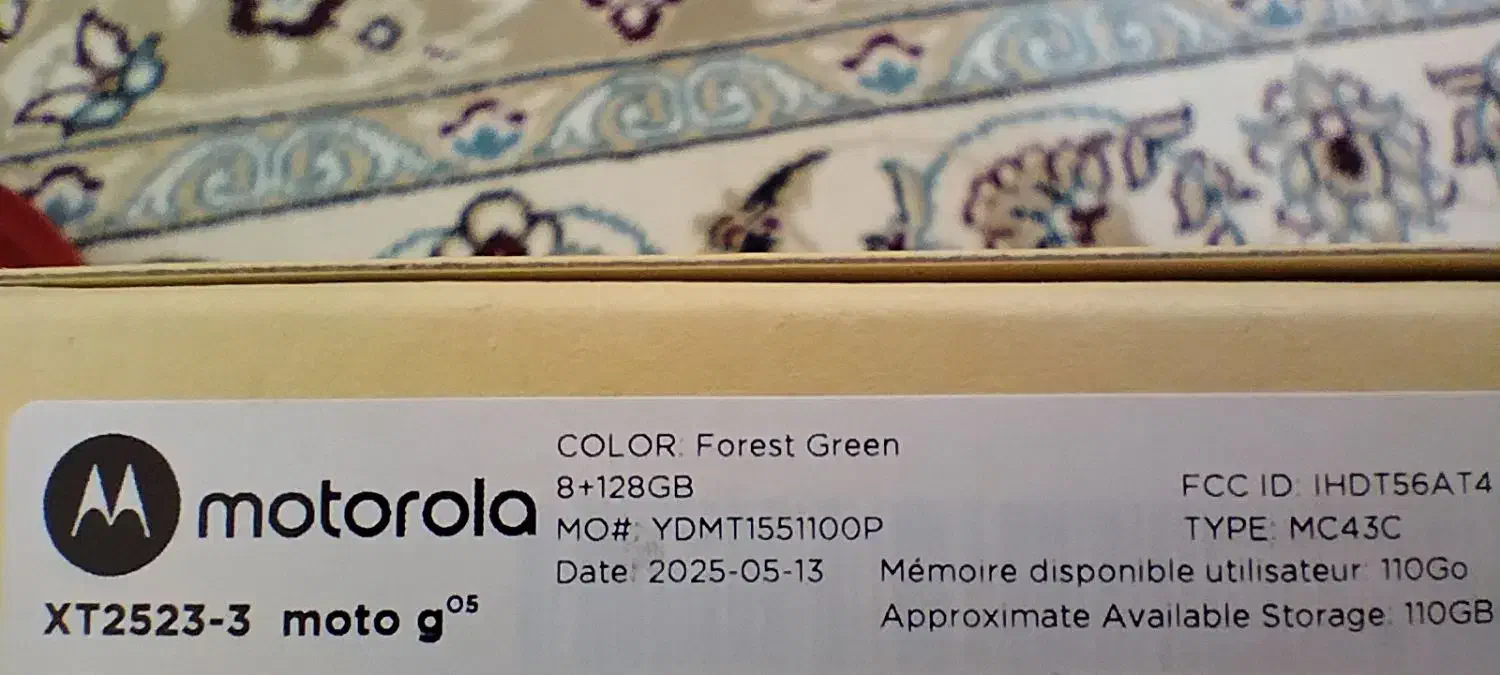 motorola
XT2523-3 moto g05
COLOR: Forest Green
8+128GB
MO#: YDMT1551100P
Date: 2025-05-13
FCC ID: IHDT56AT4
TYPE: MC43C
Mémoire disponible utilisateur: 110Go
Approximate Available Storage: 110GB